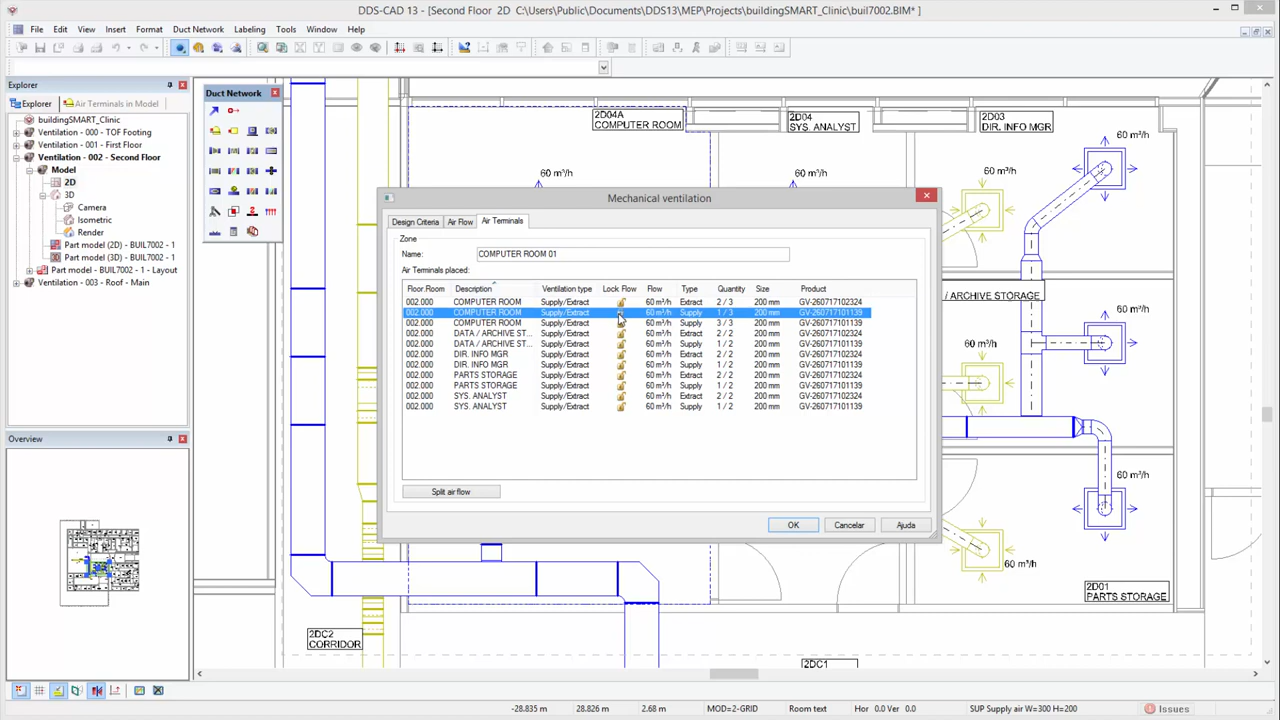 DDS-CAD 13 - [Second Floor 2D C:\Users\Public\Documents\DDS13\MEP\Projects\buildingSMART_Clinic\buil7002.BIM*]
File Edit View Insert Format Duct Network Labeling Tools Window Help
Explorer
Explorer Air Terminals in Model
buildingSMART_Clinic
Ventilation - 000 - TOF Footing
Ventilation - 001 - First Floor
Ventilation - 002 - Second Floor
Model
2D
3D
Camera
Isometric
Render
Part model (2D) - BUIL7002 - 1
Part model (3D) - BUIL7002 - 1
Part model - BUIL7002 - 1 - Layout
Ventilation - 003 - Roof - Main
Overview
Duct Network
2D04A
COMPUTER ROOM
2D04
SYS. ANALYST
2D03
DIR. INFO MGR
60 m³/h
60 m³/h
60 m³/h
60 m³/h
Mechanical ventilation
Design Criteria Air Flow Air Terminals
Zone
Name: COMPUTER ROOM 01
Air Terminals placed:
Floor.Room Description Ventilation type Lock Flow Flow Type Quantity Size Product
002.000 COMPUTER ROOM Supply/Extract 60 m³/h Extract 2 / 3 200 mm GV-260717102324
002.000 COMPUTER ROOM Supply/Extract 60 m³/h Supply 1 / 3 200 mm GV-260717101139
002.000 COMPUTER ROOM Supply/Extract 60 m³/h Supply 3 / 3 200 mm GV-260717101139
002.000 DATA / ARCHIVE ST... Supply/Extract 60 m³/h Extract 2 / 2 200 mm GV-260717102324
002.000 DATA / ARCHIVE ST... Supply/Extract 60 m³/h Supply 1 / 2 200 mm GV-260717101139
002.000 DIR. INFO MGR Supply/Extract 60 m³/h Extract 2 / 2 200 mm GV-260717102324
002.000 DIR. INFO MGR Supply/Extract 60 m³/h Supply 1 / 2 200 mm GV-260717101139
002.000 PARTS STORAGE Supply/Extract 60 m³/h Extract 2 / 2 200 mm GV-260717102324
002.000 PARTS STORAGE Supply/Extract 60 m³/h Supply 1 / 2 200 mm GV-260717101139
002.000 SYS. ANALYST Supply/Extract 60 m³/h Extract 2 / 2 200 mm GV-260717102324
002.000 SYS. ANALYST Supply/Extract 60 m³/h Supply 1 / 2 200 mm GV-260717101139
Split air flow
OK Cancelar Ajuda
/ ARCHIVE STORAGE
60 m³/h
60 m³/h
60 m³/h
60 m³/h
2D01
PARTS STORAGE
2DC2
CORRIDOR
2DC1
-28.835 m 28.826 m 2.68 m MOD=2-GRID Room text Hor 0.0 Ver 0.0 SUP Supply air W=300 H=200 Issues